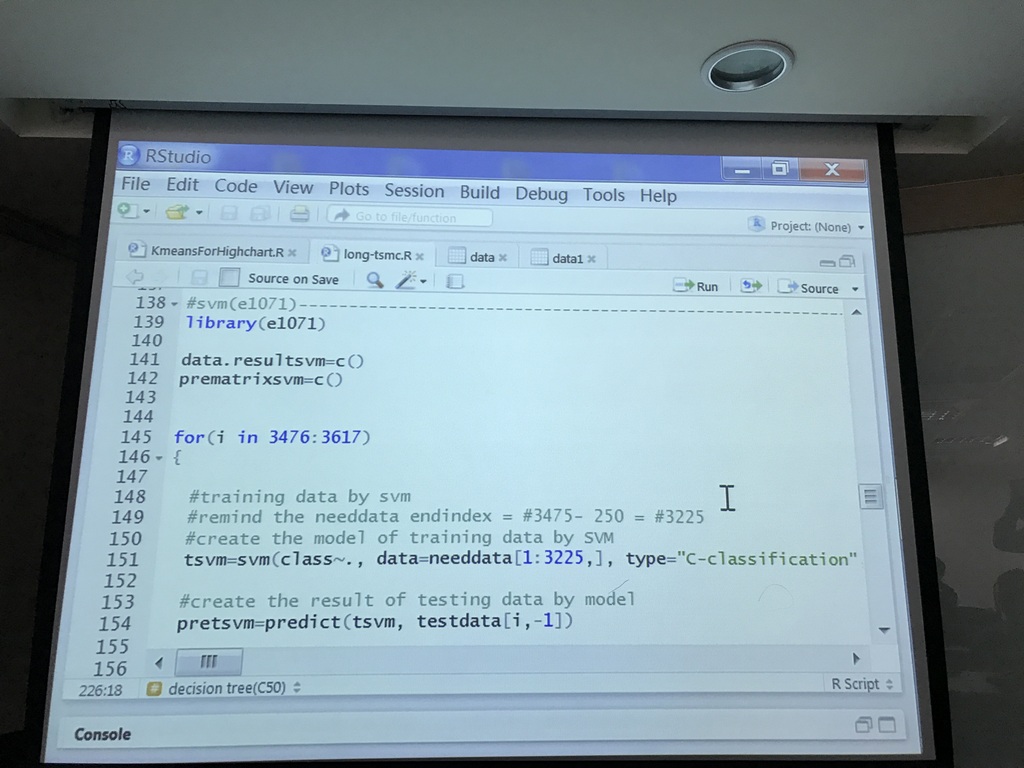 RStudio
File Edit Code View Plots Session Build Debug Tools Help
Go to file/function
Project: (None)
KmeansForHighchart.R long-tsmc.R data data1
Source on Save Run Source
138 #svm(e1071)-----------------------------------------------------------
139 library(e1071)
140
141 data.resultsvm=c()
142 prematrixsvm=c()
143
144
145 for(i in 3476:3617)
146 {
147
148 #training data by svm
149 #remind the needdata endindex = #3475- 250 = #3225
150 #create the model of training data by SVM
151 tsvm=svm(class~., data=needdata[1:3225,], type="C-classification"
152
153 #create the result of testing data by model
154 pretsvm=predict(tsvm, testdata[i,-1])
155
156
226:18 decision tree(C50) R Script
Console